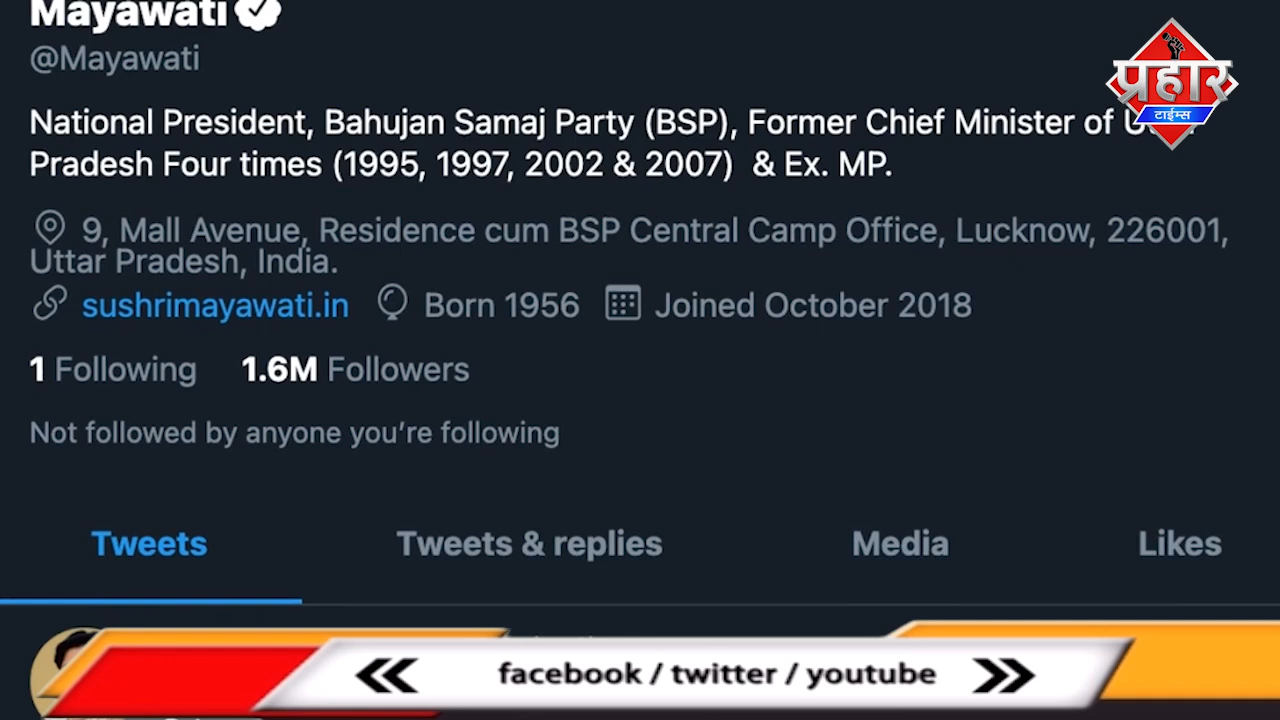 Mayawati
@Mayawati
प्रहार
टाईम्स
National President, Bahujan Samaj Party (BSP), Former Chief Minister of
Pradesh Four times (1995, 1997, 2002 & 2007) & Ex. MP.
9, Mall Avenue, Residence cum BSP Central Camp Office, Lucknow, 226001,
Uttar Pradesh, India.
sushrimayawati.in Born 1956 Joined October 2018
1 Following 1.6M Followers
Not followed by anyone you’re following
Tweets Tweets & replies Media Likes
facebook / twitter / youtube